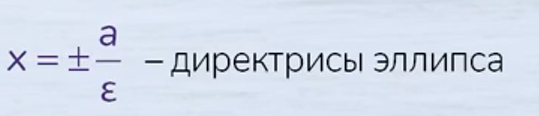 x = ± a/ε – директрисы эллипса